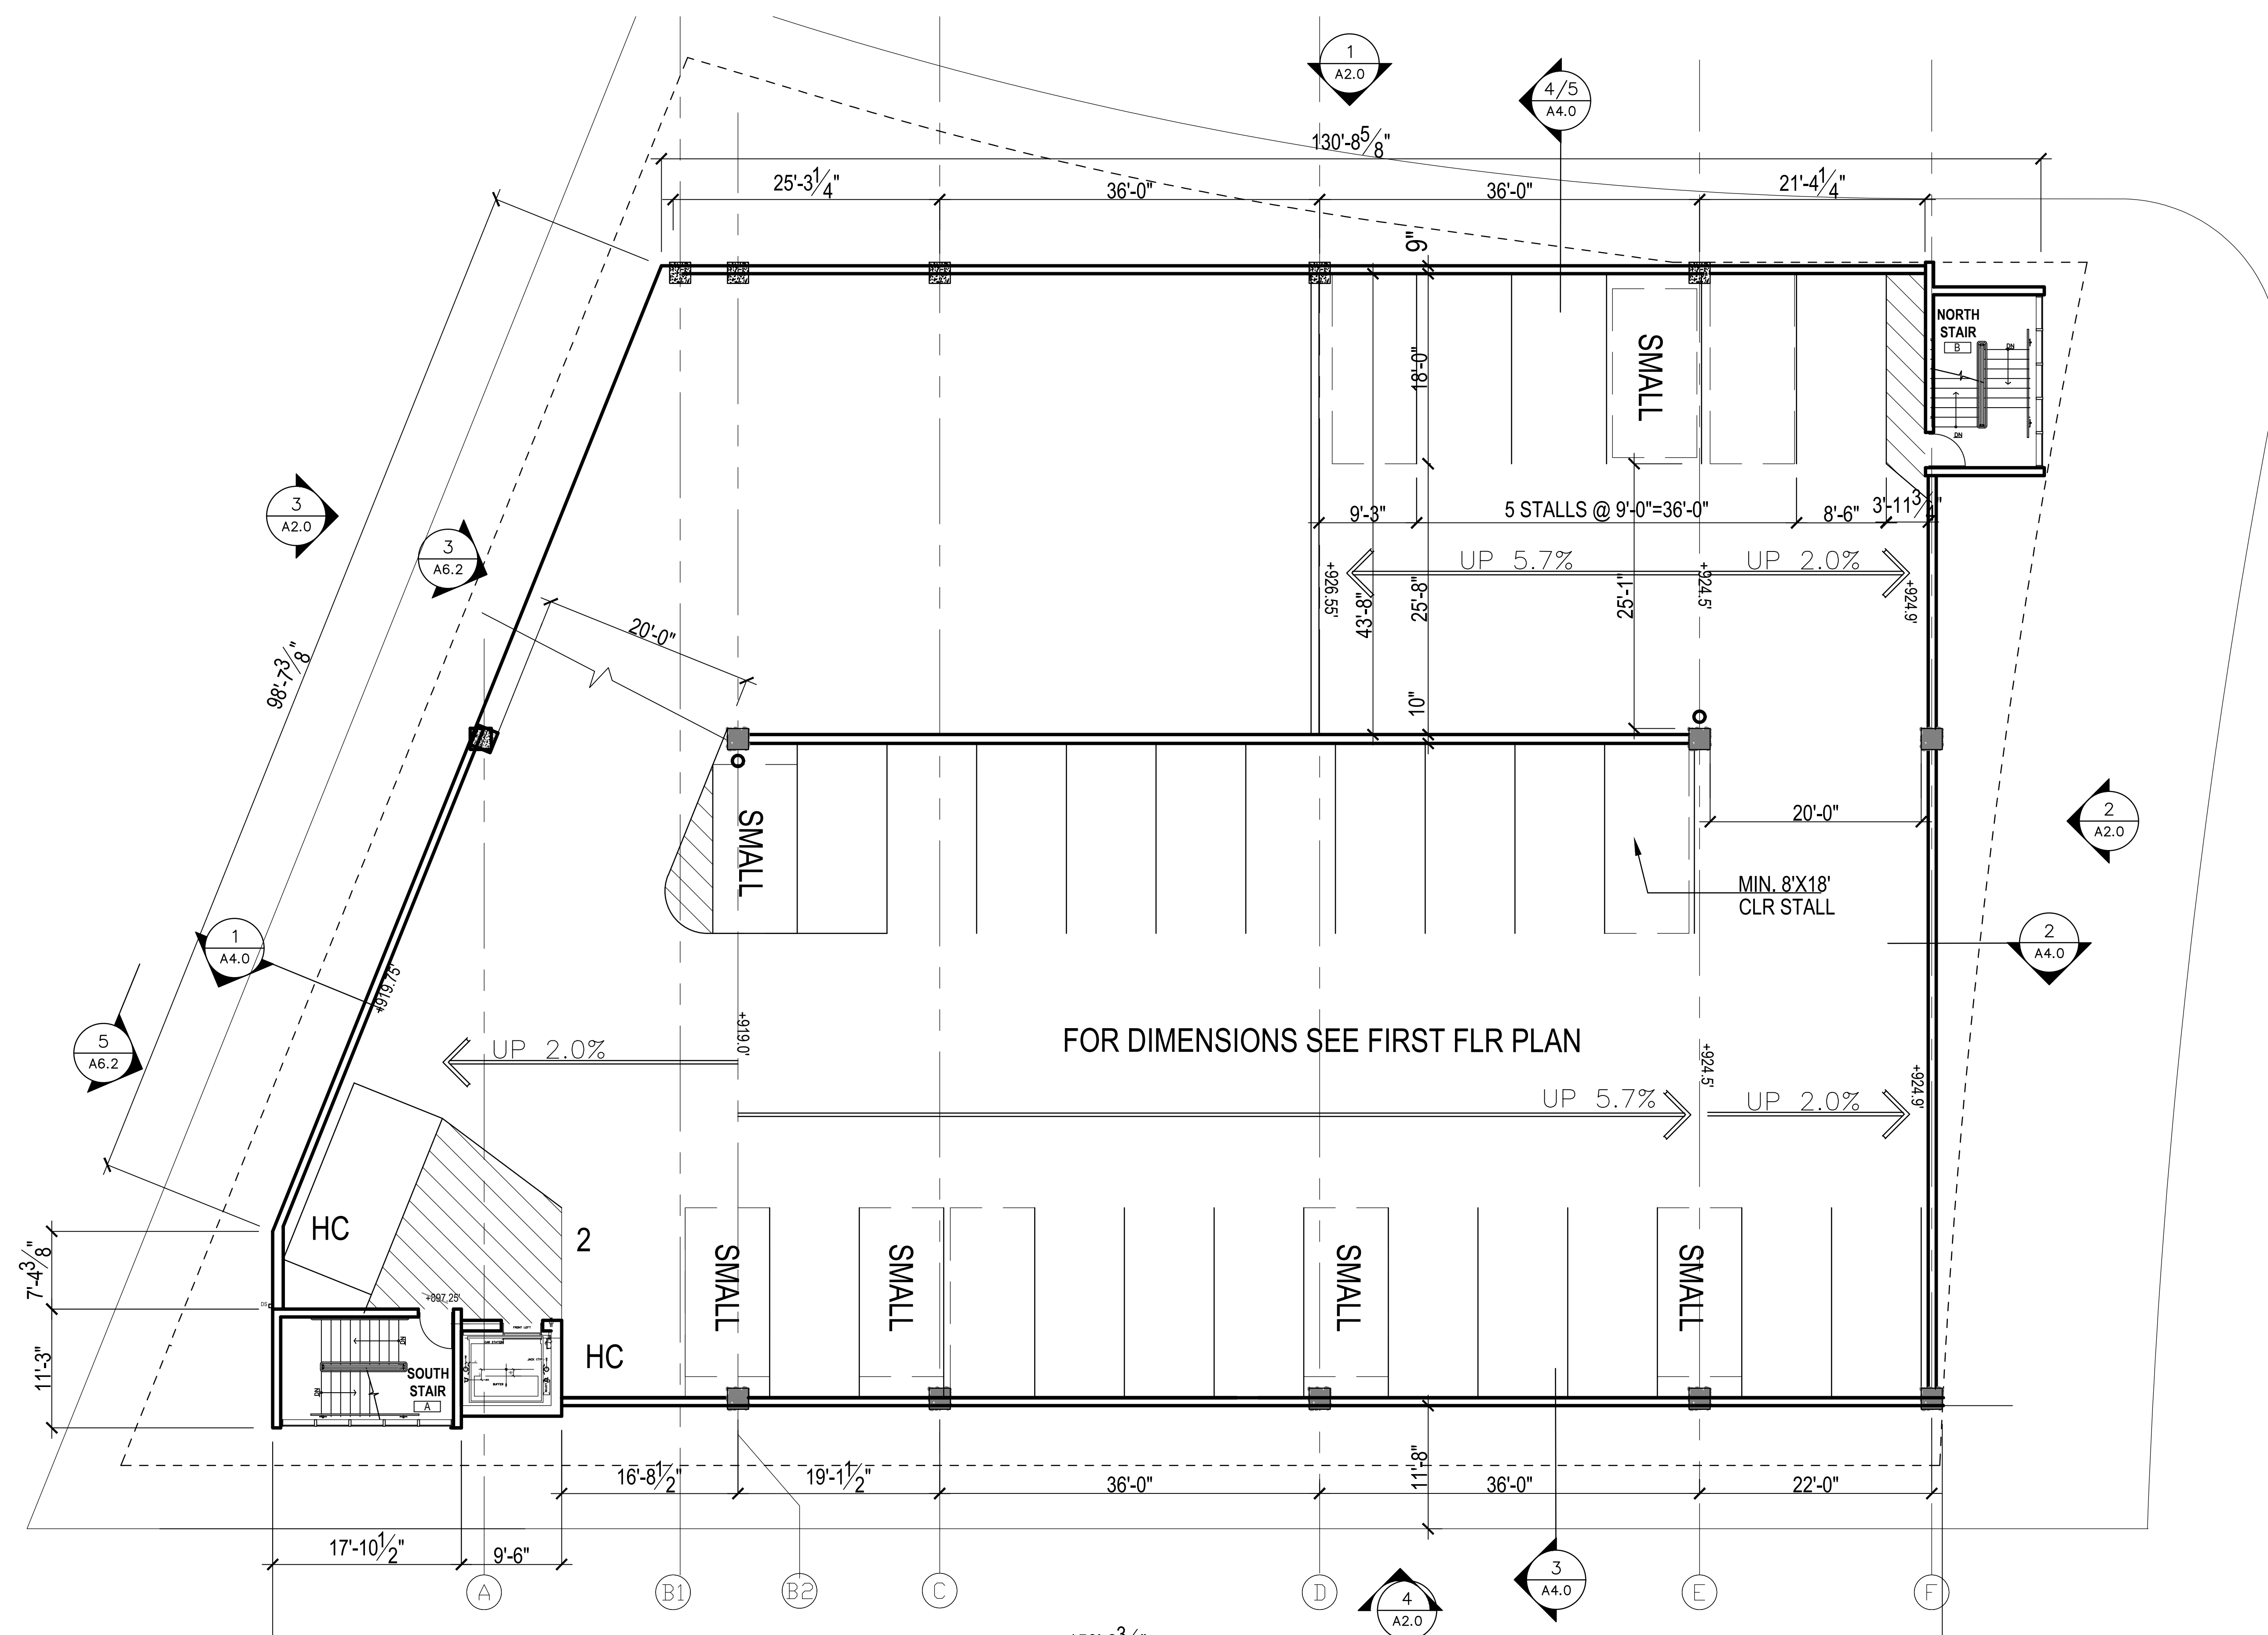 1
A2.0
4/5
A4.0
130'-8 5/8"
25'-3 1/4"
36'-0"
36'-0"
21'-4 1/4"
9"
NORTH
STAIR
B
DN
DN
SMALL
18'-0"
9'-3"
5 STALLS @ 9'-0"=36'-0"
8'-6"
3'-11 3/
3
A2.0
3
A6.2
UP 5.7%
UP 2.0%
+926.55'
+924.5'
+924.9'
43'-8"
25'-8"
25'-1"
20'-0"
98'-7 3/8"
10"
SMALL
20'-0"
2
A2.0
MIN. 8'X18'
CLR STALL
1
A4.0
2
A4.0
+919.75'
5
A6.2
UP 2.0%
+919.0'
FOR DIMENSIONS SEE FIRST FLR PLAN
+924.5'
+924.9'
UP 5.7%
UP 2.0%
HC
2
7'-4 3/8"
+897.25'
SMALL
SMALL
SMALL
SMALL
HC
11'-3"
SOUTH
STAIR
A
16'-8 1/2"
19'-1 1/2"
36'-0"
11'-8"
36'-0"
22'-0"
17'-10 1/2"
9'-6"
A
B1
B2
C
D
4
A2.0
3
A4.0
E
F